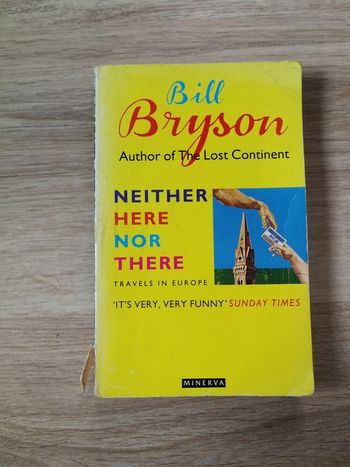 Bill
Bryson
Author of The Lost Continent
NEITHER
HERE
NOR
THERE
TRAVELS IN EUROPE
'IT'S VERY, VERY FUNNY' SUNDAY TIMES
MINERVA